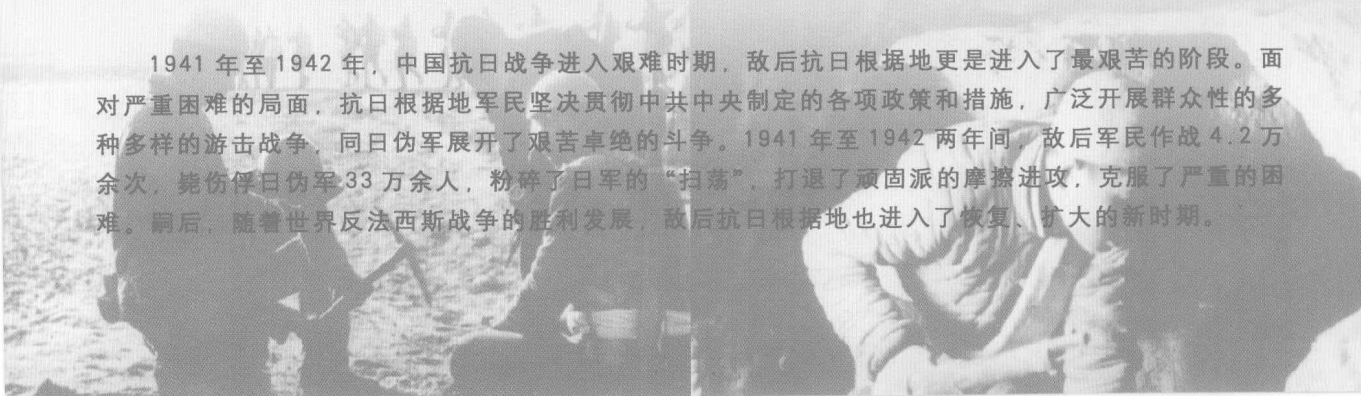 1941 年至 1942 年，中国抗日战争进入艰难时期，敌后抗日根据地更是进入了最艰苦的阶段。面
对严重困难的局面，抗日根据地军民坚决贯彻中共中央制定的各项政策和措施，广泛开展群众性的多
种多样的游击战争，同日伪军展开了艰苦卓绝的斗争。1941 年至 1942 两年间，敌后军民作战 4.2 万
余次，毙伤俘日伪军 33 万余人，粉碎了日军的“扫荡”，打退了顽固派的摩擦进攻，克服了严重的困
难。嗣后，随着世界反法西斯战争的胜利发展，敌后抗日根据地也进入了恢复、扩大的新时期。